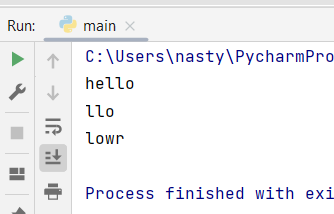 Run: main
C:\Users\nasty\PycharmPro
hello
llo
lowr
Process finished with exi